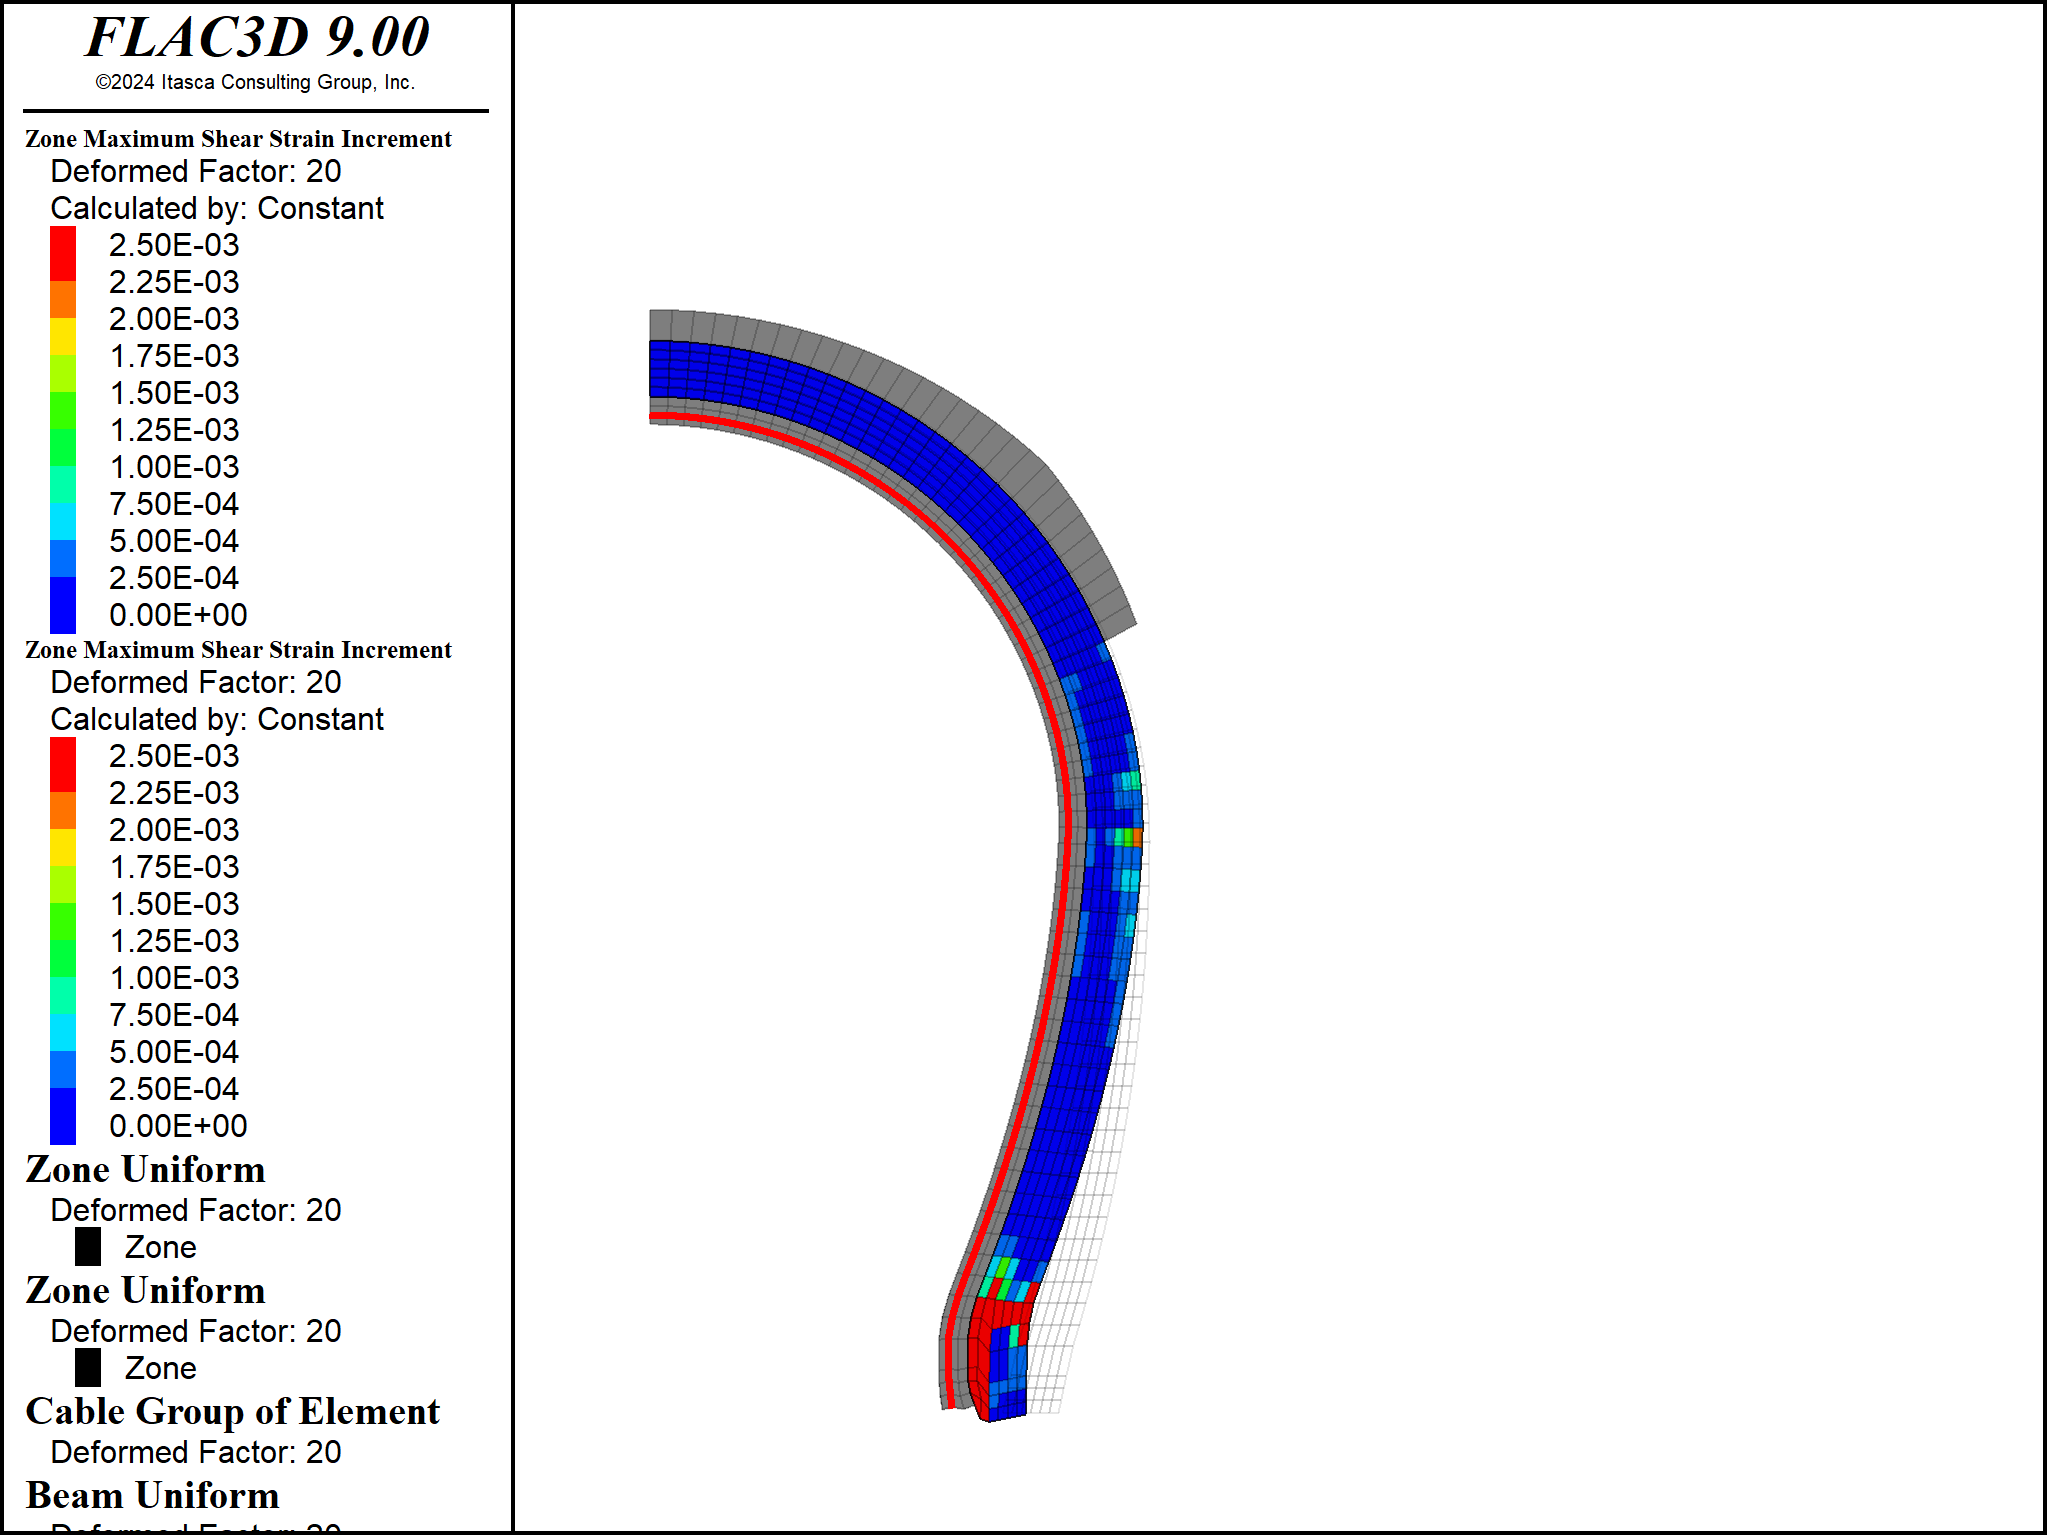 FLAC3D 9.00
©2024 Itasca Consulting Group, Inc.
Zone Maximum Shear Strain Increment
Deformed Factor: 20
Calculated by: Constant
2.50E-03
2.25E-03
2.00E-03
1.75E-03
1.50E-03
1.25E-03
1.00E-03
7.50E-04
5.00E-04
2.50E-04
0.00E+00
Zone Maximum Shear Strain Increment
Deformed Factor: 20
Calculated by: Constant
2.50E-03
2.25E-03
2.00E-03
1.75E-03
1.50E-03
1.25E-03
1.00E-03
7.50E-04
5.00E-04
2.50E-04
0.00E+00
Zone Uniform
Deformed Factor: 20
Zone
Zone Uniform
Deformed Factor: 20
Zone
Cable Group of Element
Deformed Factor: 20
Beam Uniform
Deformed Factor: 20